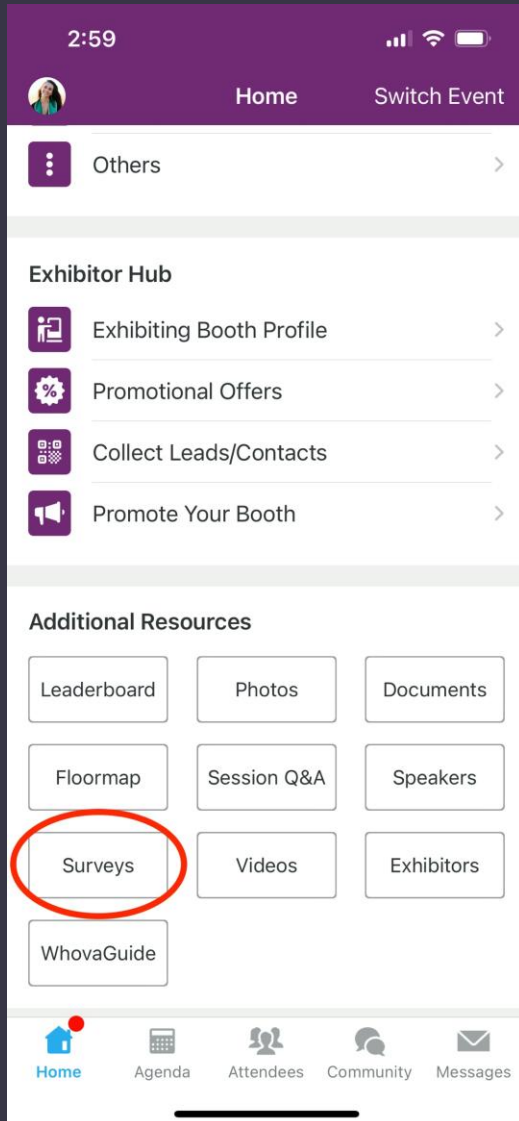 2:59
Home Switch Event
Others
Exhibitor Hub
Exhibiting Booth Profile
Promotional Offers
Collect Leads/Contacts
Promote Your Booth
Additional Resources
Leaderboard Photos Documents
Floormap Session Q&A Speakers
Surveys Videos Exhibitors
WhovaGuide
Home Agenda Attendees Community Messages